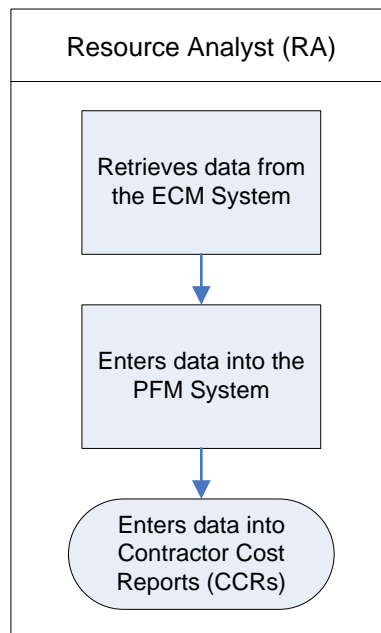 Resource Analyst (RA)
Retrieves data from
the ECM System
Enters data into the
PFM System
Enters data into
Contractor Cost
Reports (CCRs)